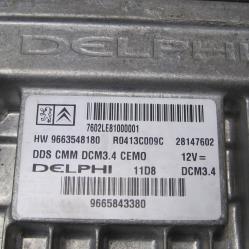 DELPHI
7602LE81000001
HW 9663548180 R0413C009C 28147602
DDS CMM DCM3.4 CEMO 12V=
DELPHI 11D8 DCM3.4
9665843380